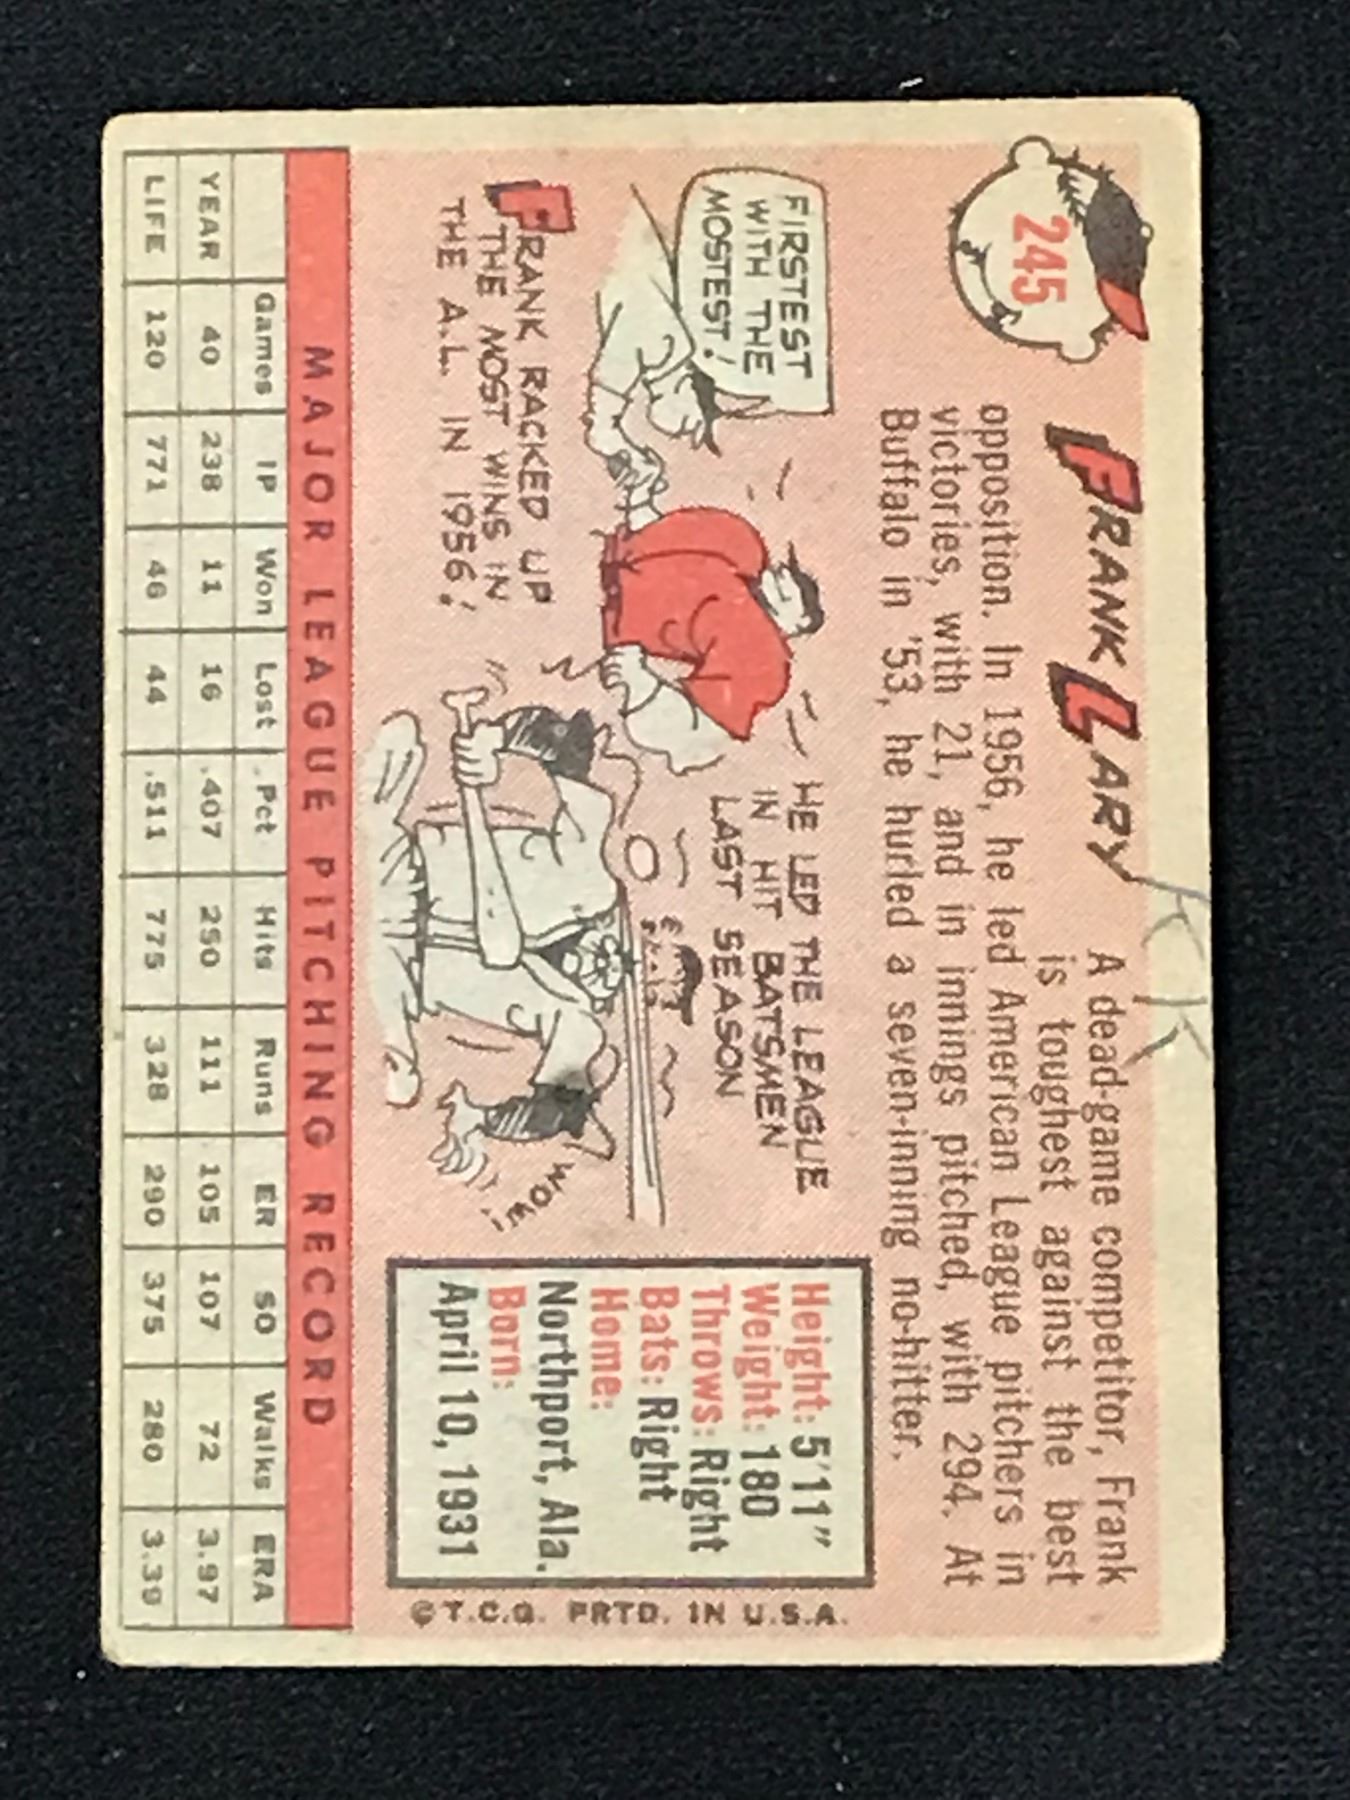 245
FRANK LARY
A dead-game competitor, Frank
is toughest against the best
opposition. In 1956, he led American League pitchers in
victories, with 21, and in innings pitched, with 294. At
Buffalo in '53, he hurled a seven-inning no-hitter.
FIRSTEST
WITH THE
MOSTEST!
FRANK RACKED UP
THE MOST WINS IN
THE A.L. IN 1956!
HE LED THE LEAGUE
IN HIT BATSMEN
LAST SEASON
WOW!
Height: 5'11"
Weight: 180
Throws: Right
Bats: Right
Home:
Northport, Ala.
Born:
April 10, 1931
© T.C.G. PRTD. IN U.S.A.
MAJOR LEAGUE PITCHING RECORD
Games IP Won Lost Pct Hits Runs ER SO Walks ERA
YEAR 40 238 11 16 .407 250 111 105 107 72 3.97
LIFE 120 771 46 44 .511 775 328 290 375 280 3.39